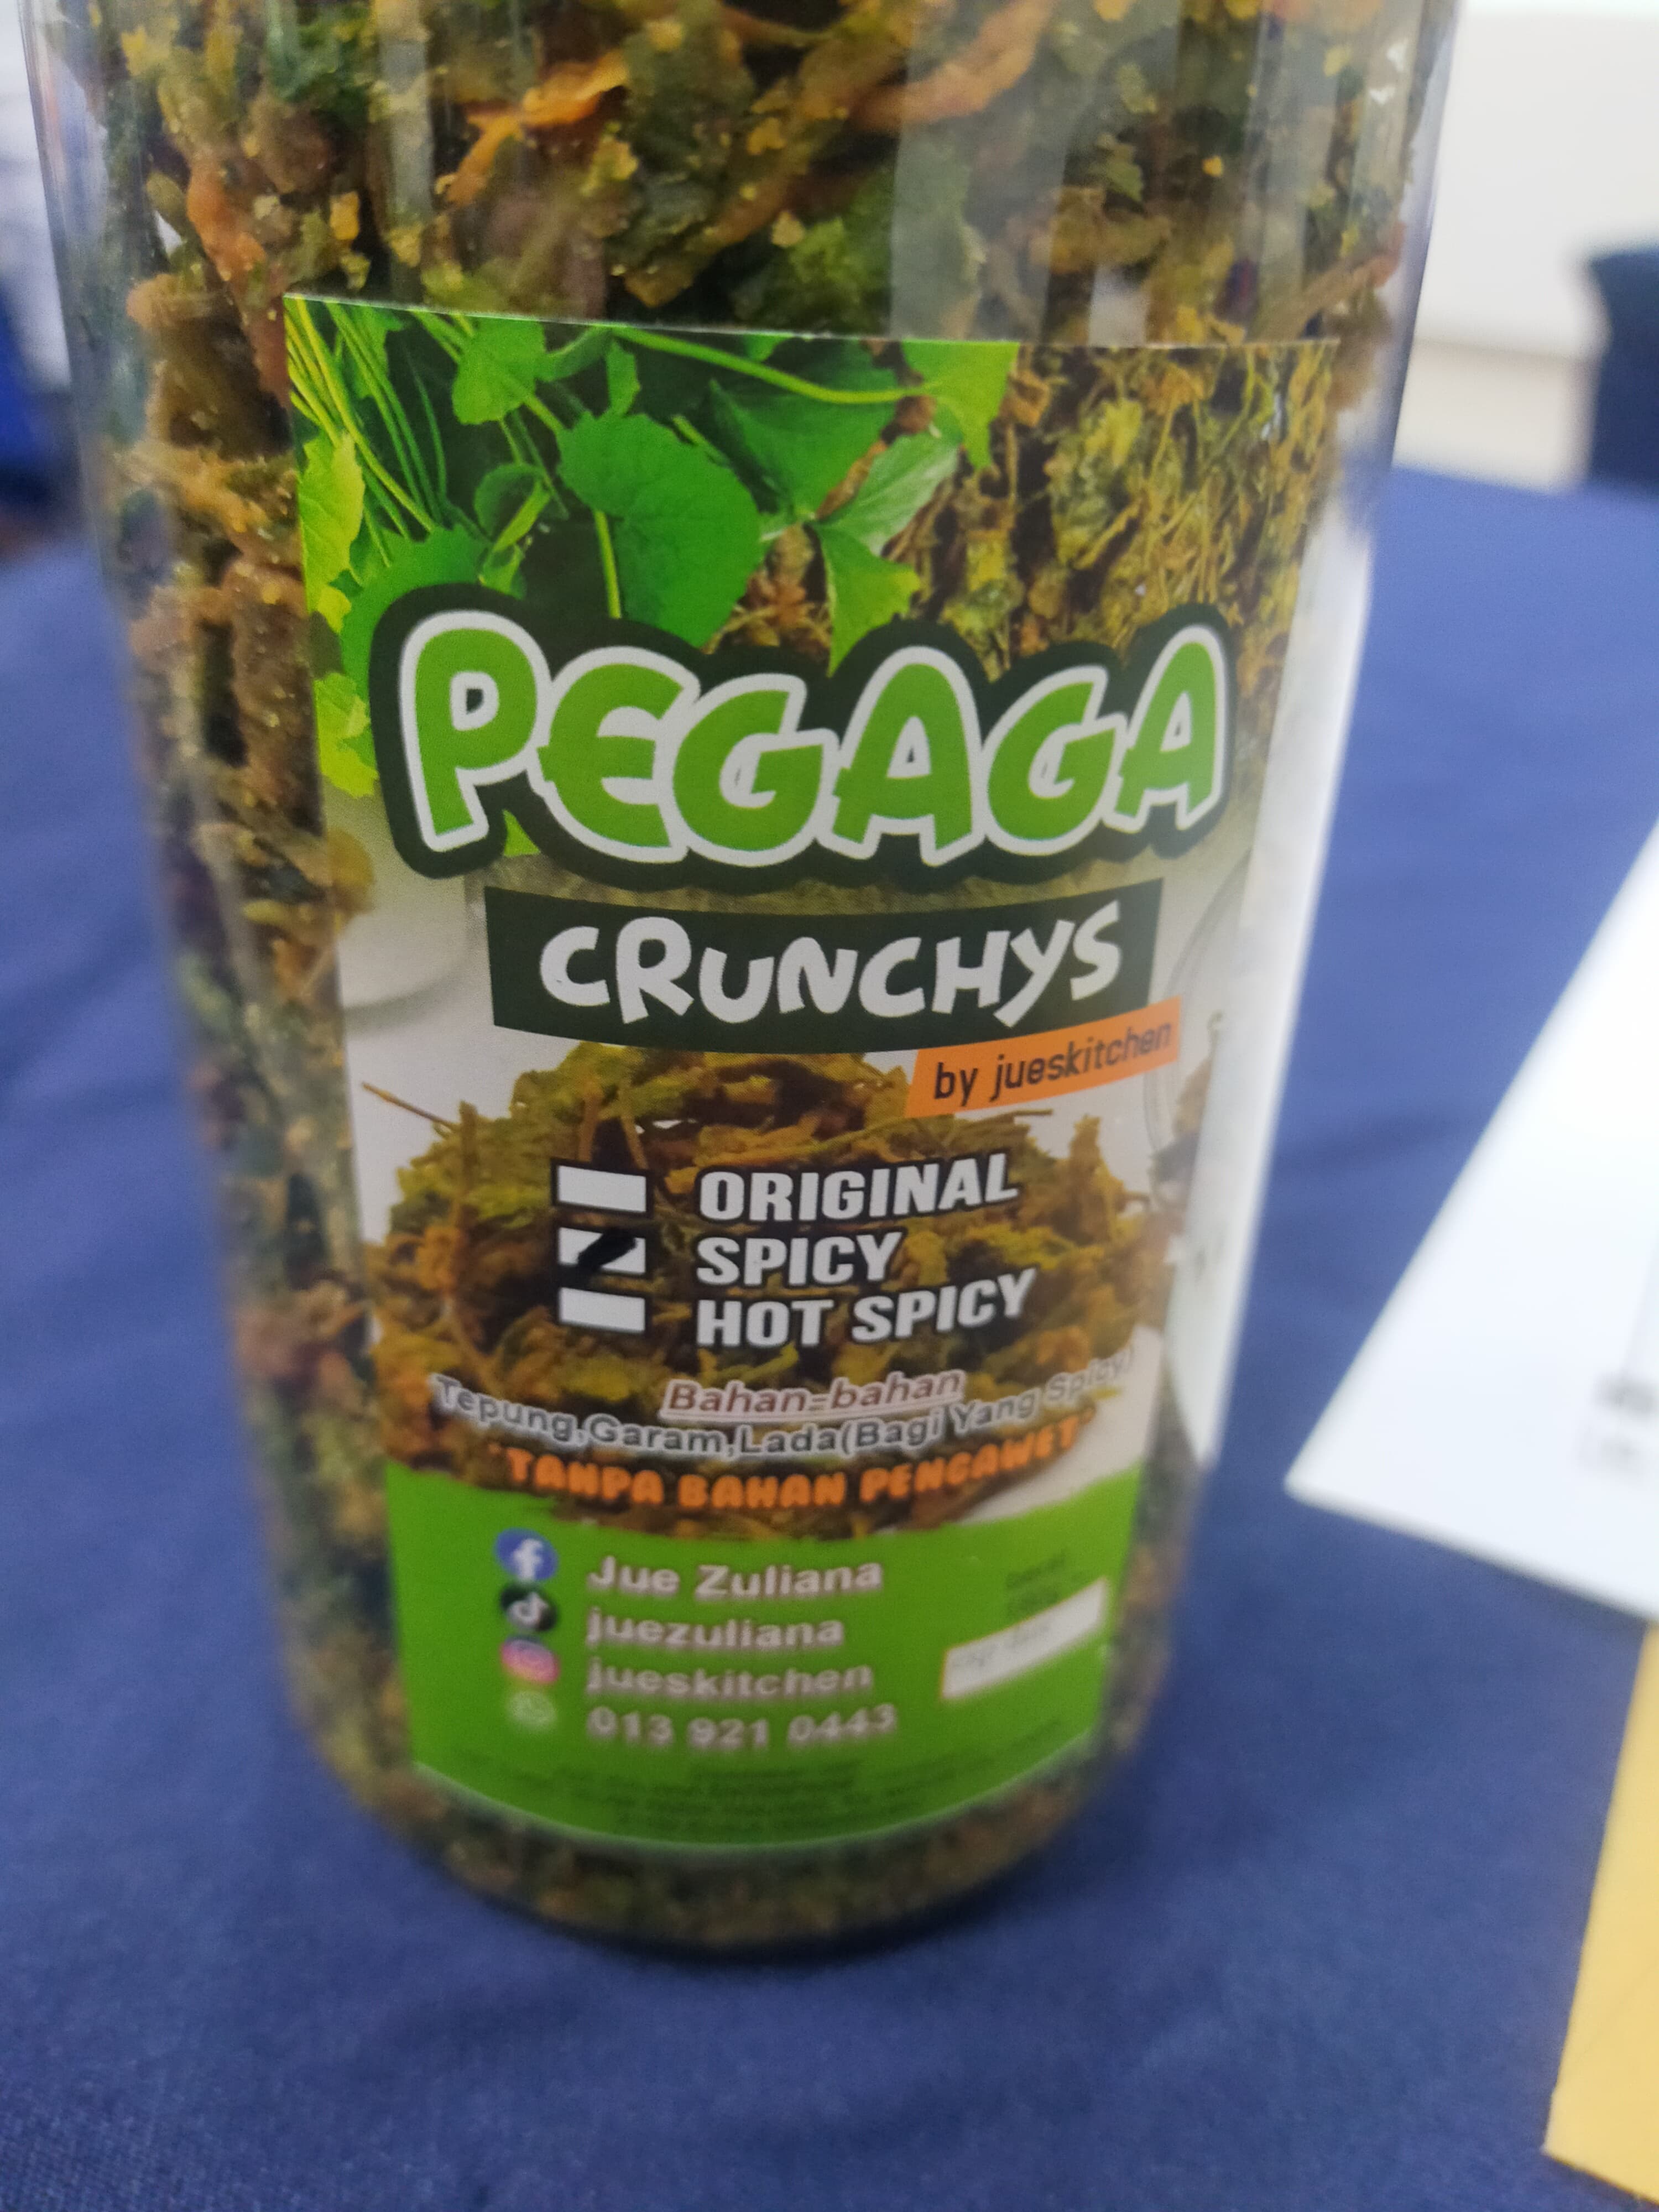 PEGAGA
CRUNCHYS
by jueskitchen
ORIGINAL
SPICY
HOT SPICY
Bahan-bahan
Tepung,Garam,Lada(Bagi Yang Spicy)
"TANPA BAHAN PENGAWET"
Jue Zuliana
juezuliana
jueskitchen
013 921 0443